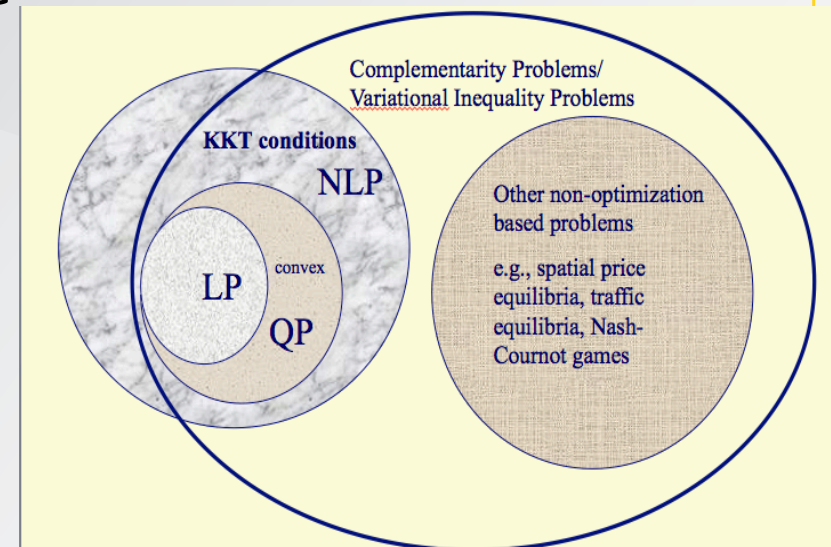 Complementarity Problems/
Variational Inequality Problems
KKT conditions
NLP
LP
convex
QP
Other non-optimization
based problems
e.g., spatial price
equilibria, traffic
equilibria, Nash-
Cournot games